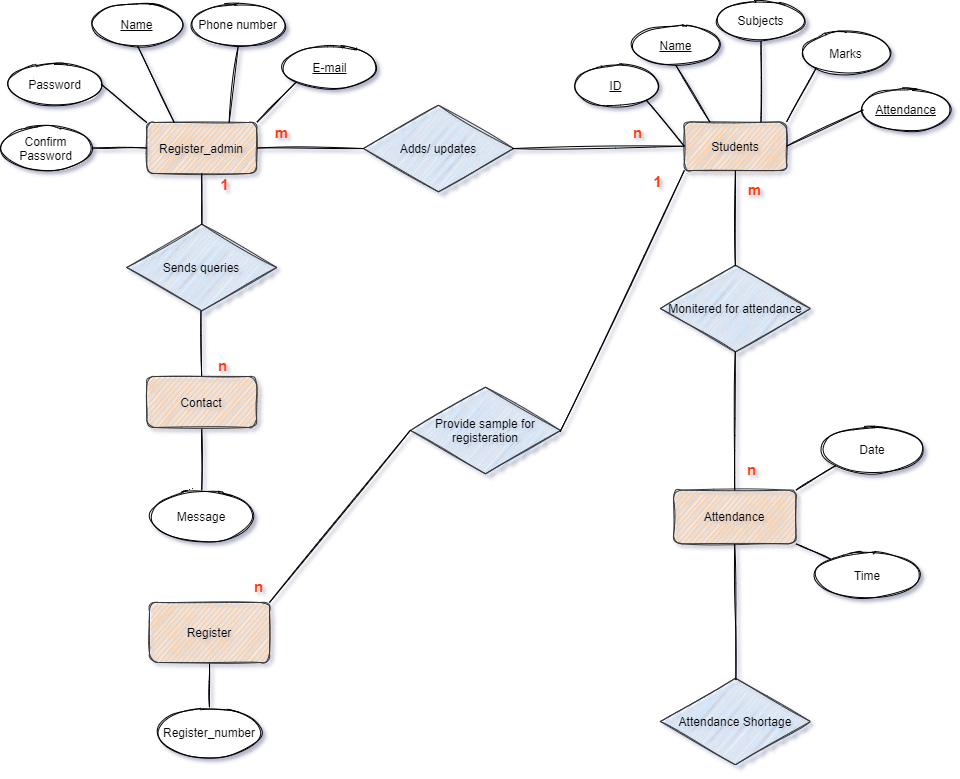 Name
Phone number
E-mail
Password
Confirm
Password
Register_admin
m
1
Adds/ updates
n
Subjects
Name
Marks
ID
Attendance
Students
1
m
Sends queries
Monitered for attendance
n
Contact
Provide sample for
registeration
Message
Date
n
Attendance
Time
n
Register
Register_number
Attendance Shortage